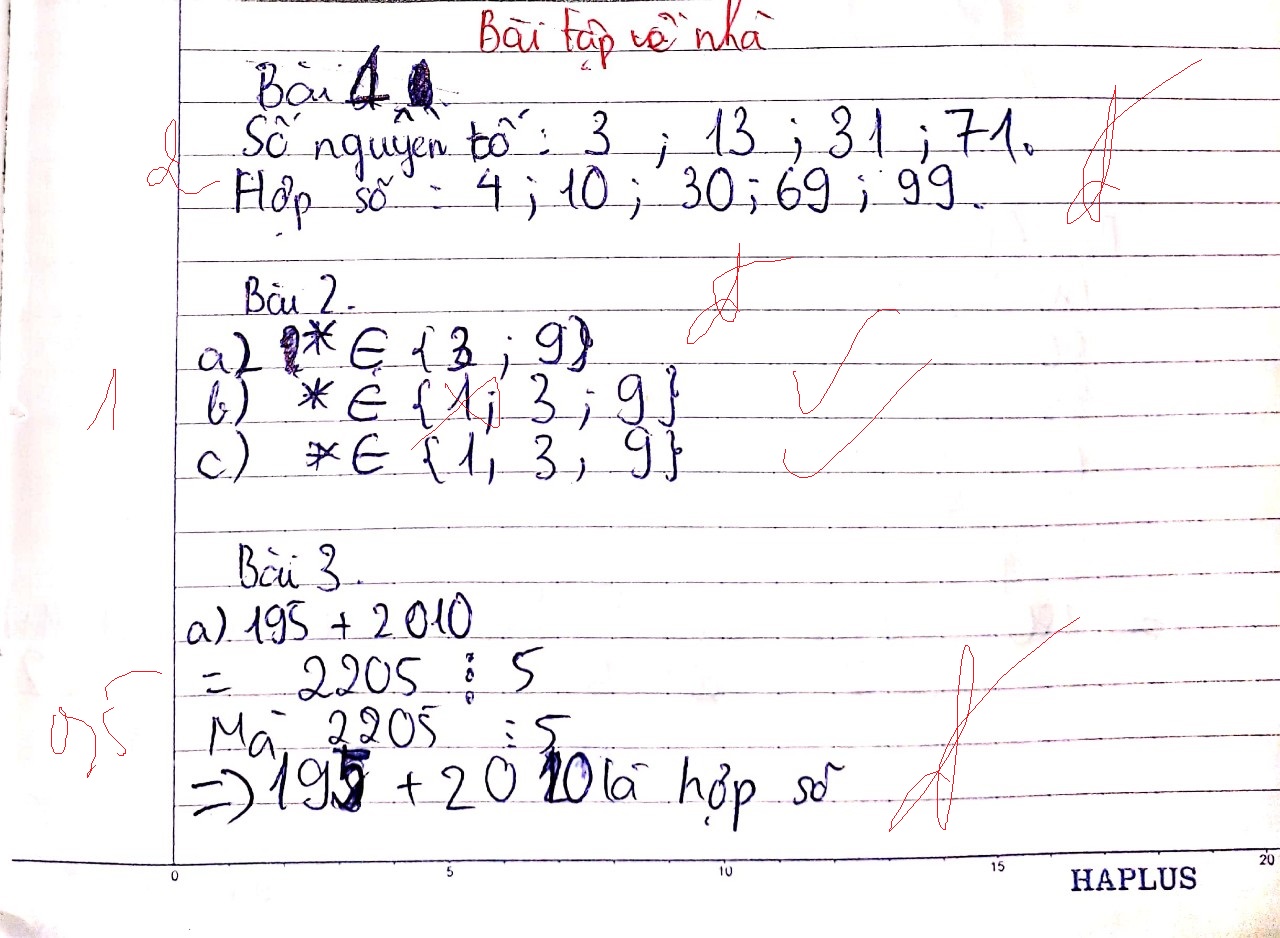 Bài tập về nhà
Bài 1
Số nguyên tố : 3 ; 13 ; 31 ; 71.
2
Hợp số : 4 ; 10 ; 30 ; 69 ; 99.
đ
Bài 2.
đ
a) * ∈ {3 ; 9}
b) * ∈ {1; 3 ; 9}
1
c) * ∈ {1, 3 ; 9}
Bài 3.
a) 195 + 2010
= 2205 ⋮ 5
0,5
Mà 2205 ⋮ 5
=> 195 + 2010 là hợp số
đ
0 5 10 15 20
HAPLUS